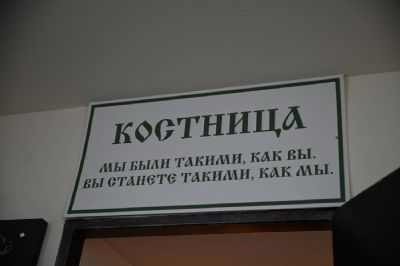 КОСТНИЦА
МЫ БЫЛИ ТАКИМИ, КАК ВЫ.
ВЫ СТАНЕТЕ ТАКИМИ, КАК МЫ.